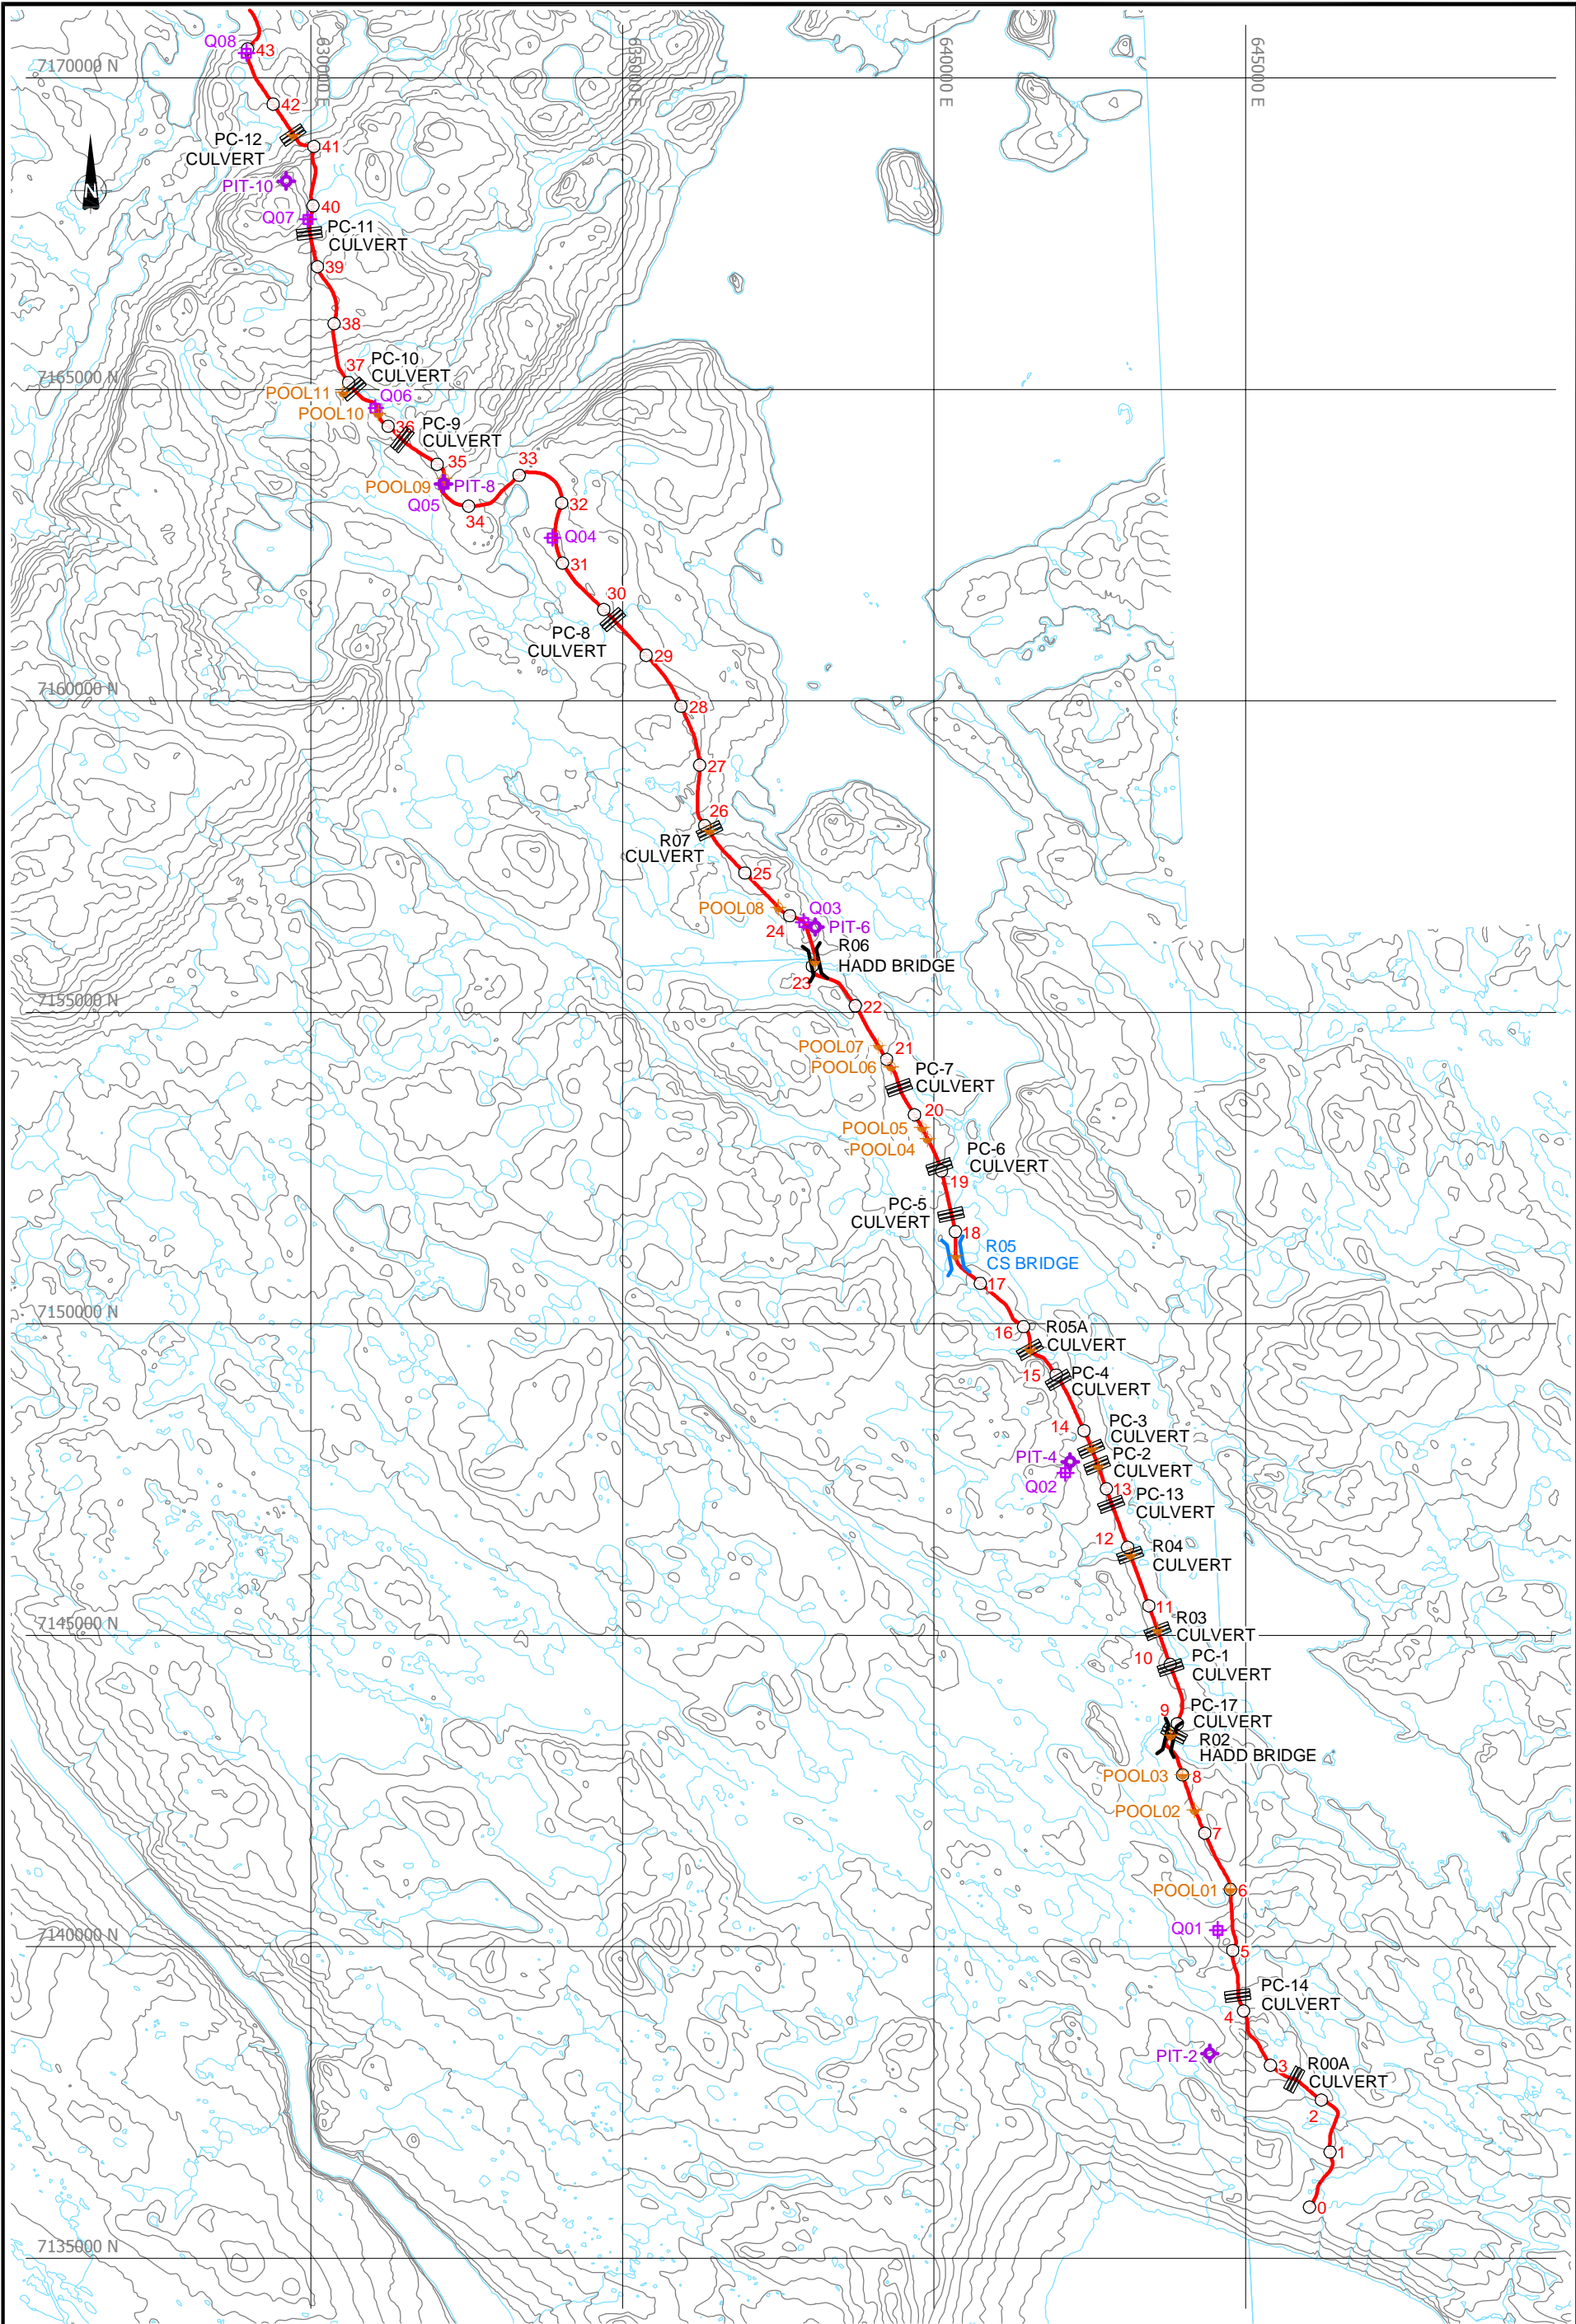 Q08
43
7170000 N
630000 E
635000 E
640000 E
645000 E
42
PC-12
CULVERT
41
PIT-10
N
40
Q07
PC-11
CULVERT
39
38
37
PC-10
CULVERT
7165000 N
POOL11
Q06
POOL10
36
PC-9
CULVERT
35
33
POOL09
PIT-8
Q05
34
32
Q04
31
30
PC-8
CULVERT
29
7160000 N
28
27
26
R07
CULVERT
25
POOL08
Q03
24
PIT-6
R06
HADD BRIDGE
23
7155000 N
22
POOL07
21
POOL06
PC-7
CULVERT
20
POOL05
POOL04
PC-6
CULVERT
19
PC-5
CULVERT
18
R05
CS BRIDGE
17
7150000 N
16
R05A
CULVERT
15
PC-4
CULVERT
14
PC-3
CULVERT
PIT-4
PC-2
CULVERT
Q02
13
PC-13
CULVERT
12
R04
CULVERT
11
7145000 N
R03
CULVERT
10
PC-1
CULVERT
9
PC-17
CULVERT
R02
HADD BRIDGE
POOL03
8
POOL02
7
POOL01
6
Q01
7140000 N
5
PC-14
CULVERT
4
PIT-2
3
R00A
CULVERT
2
1
0
7135000 N